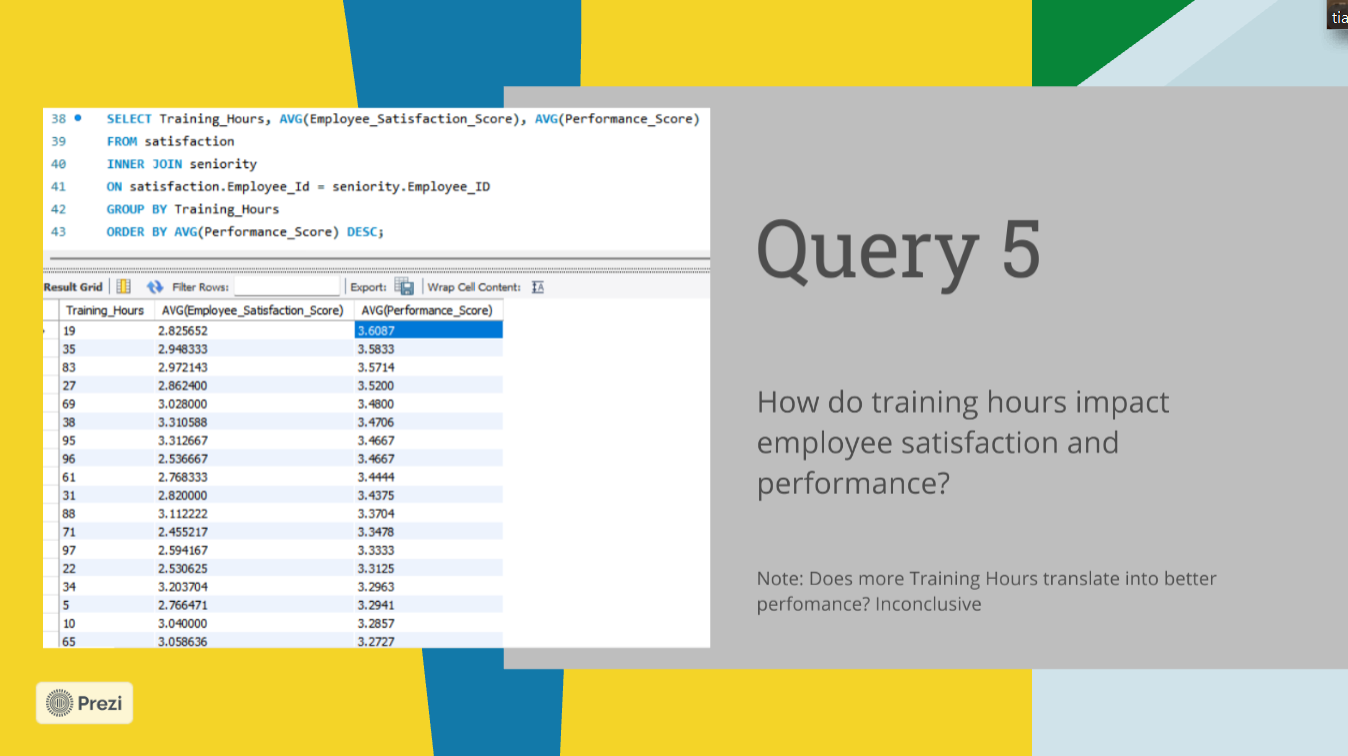 tia
38 SELECT Training_Hours, AVG(Employee_Satisfaction_Score), AVG(Performance_Score)
39 FROM satisfaction
40 INNER JOIN seniority
41 ON satisfaction.Employee_Id = seniority.Employee_ID
42 GROUP BY Training_Hours
43 ORDER BY AVG(Performance_Score) DESC;
Result Grid Filter Rows: Export: Wrap Cell Content: IA
Training_Hours AVG(Employee_Satisfaction_Score) AVG(Performance_Score)
19 2.825652 3.6087
35 2.948333 3.5833
83 2.972143 3.5714
27 2.862400 3.5200
69 3.028000 3.4800
38 3.310588 3.4706
95 3.312667 3.4667
96 2.536667 3.4667
61 2.768333 3.4444
31 2.820000 3.4375
88 3.112222 3.3704
71 2.455217 3.3478
97 2.594167 3.3333
22 2.530625 3.3125
34 3.203704 3.2963
5 2.766471 3.2941
10 3.040000 3.2857
65 3.058636 3.2727
Query 5
How do training hours impact
employee satisfaction and
performance?
Note: Does more Training Hours translate into better
perfomance? Inconclusive
Prezi